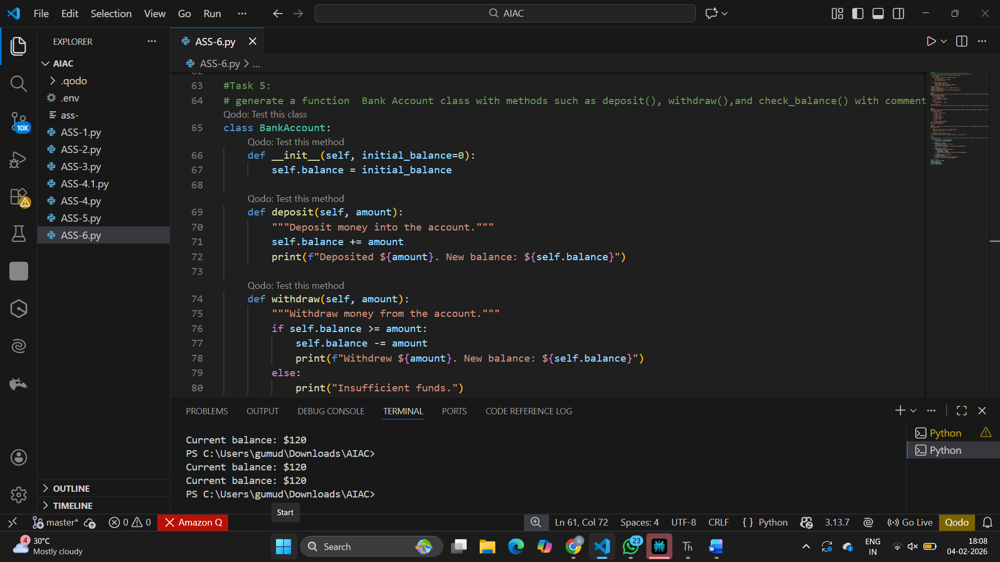 File Edit Selection View Go Run ···
AIAC
EXPLORER ···
AIAC
.qodo
.env
ass-
ASS-1.py
ASS-2.py
ASS-3.py
ASS-4.1.py
ASS-4.py
ASS-5.py
ASS-6.py
OUTLINE
TIMELINE
10K
ASS-6.py
ASS-6.py > ...
62
63 #Task 5:
64 # generate a function  Bank Account class with methods such as deposit(), withdraw(),and check_balance() with comment
Qodo: Test this class
65 class BankAccount:
Qodo: Test this method
66 def __init__(self, initial_balance=0):
67 self.balance = initial_balance
68
Qodo: Test this method
69 def deposit(self, amount):
70 """Deposit money into the account."""
71 self.balance += amount
72 print(f"Deposited ${amount}. New balance: ${self.balance}")
73
Qodo: Test this method
74 def withdraw(self, amount):
75 """Withdraw money from the account."""
76 if self.balance >= amount:
77 self.balance -= amount
78 print(f"Withdrew ${amount}. New balance: ${self.balance}")
79 else:
80 print("Insufficient funds.")
PROBLEMS OUTPUT DEBUG CONSOLE TERMINAL PORTS CODE REFERENCE LOG
Current balance: $120
PS C:\Users\gumud\Downloads\AIAC>
Current balance: $120
Current balance: $120
PS C:\Users\gumud\Downloads\AIAC>
Python
Python
Start
master* 0 0 Amazon Q Ln 61, Col 72 Spaces: 4 UTF-8 CRLF { } Python 3.13.7 Go Live Qodo
4 30°C
Mostly cloudy
Search
G
23
Th
W
ENG
IN
18:08
04-02-2026